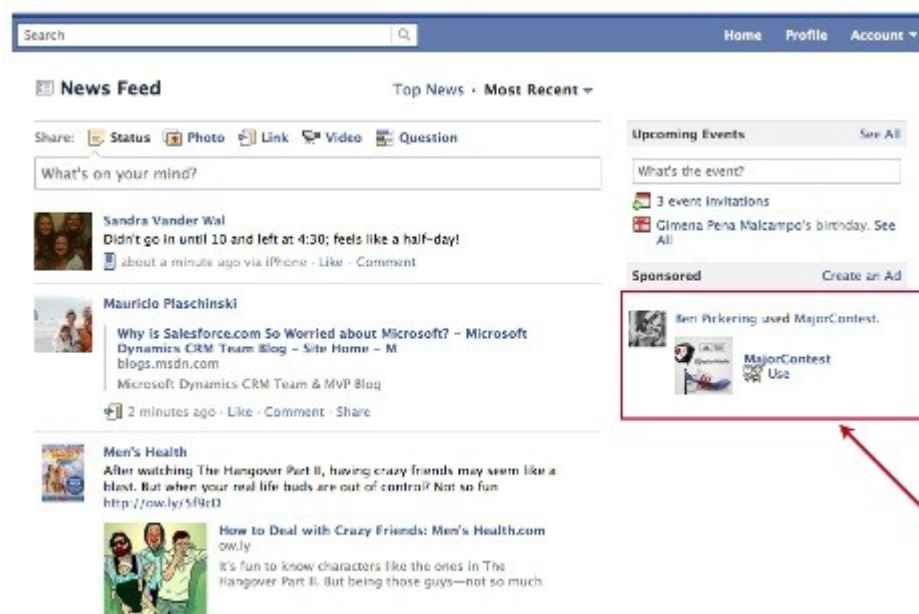 Search
Home Profile Account
News Feed
Top News · Most Recent
Share: Status Photo Link Video Question
What's on your mind?
Sandra Vander Wal
Didn't go in until 10 and left at 4:30; feels like a half-day!
about a minute ago via iPhone · Like · Comment
Mauricio Plaschinski
Why is Salesforce.com So Worried about Microsoft? - Microsoft
Dynamics CRM Team Blog - Site Home - M
blogs.msdn.com
Microsoft Dynamics CRM Team & MVP Blog
2 minutes ago · Like · Comment · Share
Men's Health
After watching The Hangover Part II, having crazy friends may seem like a
blast. But when your real life buds are out of control? Not so fun
http://ow.ly/5f9cD
How to Deal with Crazy Friends: Men's Health.com
ow.ly
It's fun to know characters like the ones in The
Hangover Part II. But being those guys—not so much
Upcoming Events See All
What's the event?
3 event invitations
Gimena Pena Malcampo's birthday. See
All
Sponsored Create an Ad
Ben Pickering used MajorContest.
MajorContest
Use